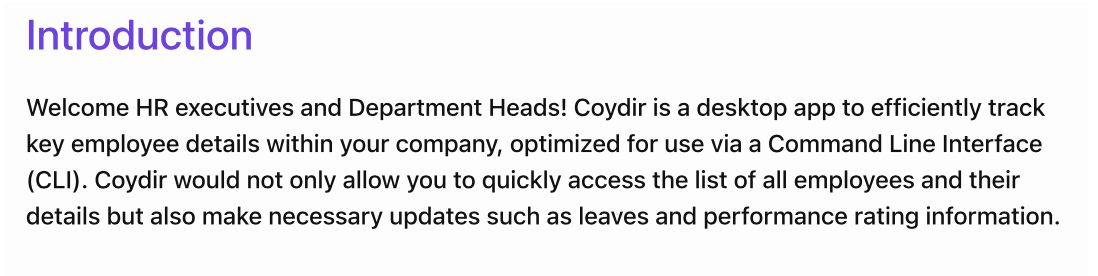 Introduction
Welcome HR executives and Department Heads! Coydir is a desktop app to efficiently track
key employee details within your company, optimized for use via a Command Line Interface
(CLI). Coydir would not only allow you to quickly access the list of all employees and their
details but also make necessary updates such as leaves and performance rating information.